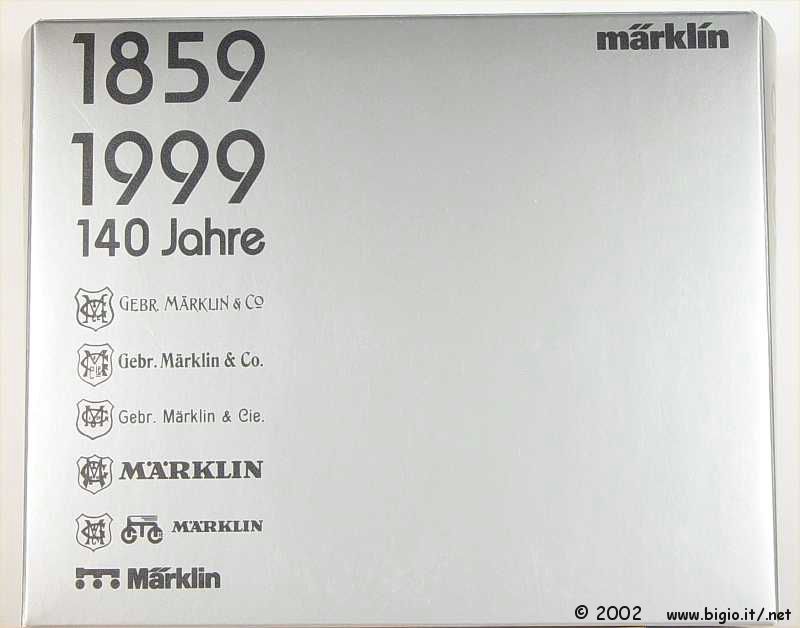 märklin
1859
1999
140 Jahre
GEBR. MÄRKLIN & Co
Gebr. Märklin & Co.
Gebr. Märklin & Cie.
MÄRKLIN
MÄRKLIN
Märklin
© 2002 www.bigio.it/.net